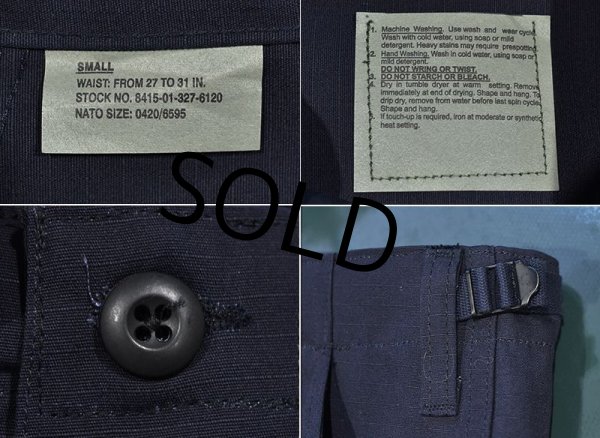 SMALL
WAIST: FROM 27 TO 31 IN.
STOCK NO. 8415-01-327-6120
NATO SIZE: 0420/6595
1. Machine Washing. Use wash and wear cycle.
Wash with cold water, using soap or mild
detergent. Heavy stains may require prespotting.
2. Hand Washing. Wash in cold water, using soap or
mild detergent.
DO NOT WRING OR TWIST.
3. DO NOT STARCH OR BLEACH.
4. Dry in tumble dryer at warm setting. Remove
immediately at end of drying. Shape and hang. To
drip dry, remove from water before last spin cycle.
Shape and hang.
5. If touch-up is required, iron at moderate or synthetic
heat setting.
SOLD